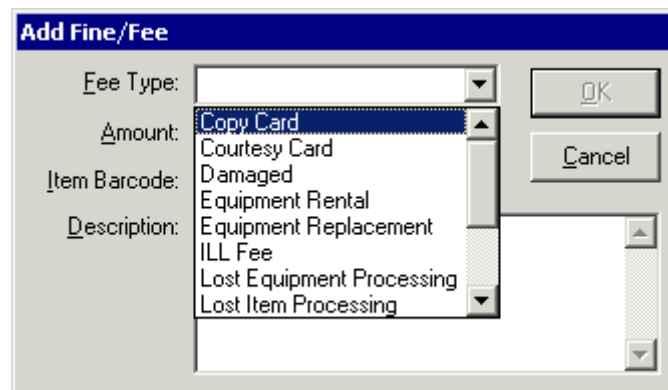 Add Fine/Fee
Fee Type:
OK
Copy Card
Amount:
Courtesy Card
Cancel
Damaged
Item Barcode:
Equipment Rental
Description:
Equipment Replacement
ILL Fee
Lost Equipment Processing
Lost Item Processing